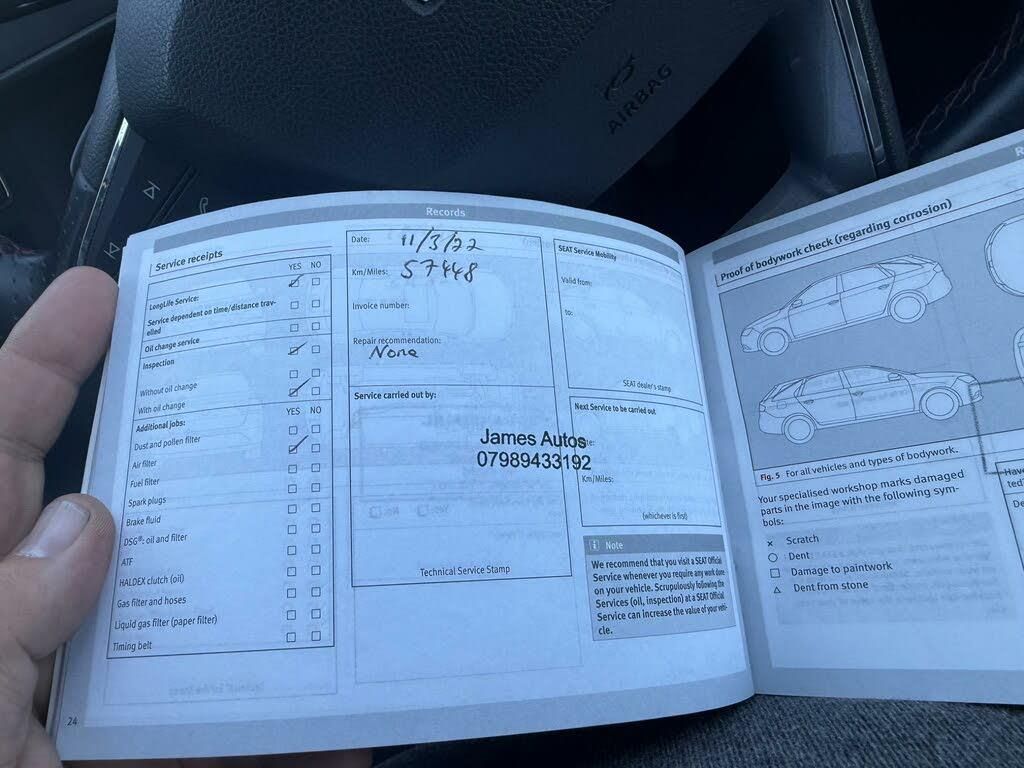 AIRBAG
Records
Service receipts
YES NO
LongLife Service:
Service dependent on time/distance trav-
elled
Oil change service
Inspection
Without oil change
With oil change
Additional jobs:
YES NO
Dust and pollen filter
Air filter
Fuel filter
Spark plugs
Brake fluid
DSG®: oil and filter
ATF
HALDEX clutch (oil)
Gas filter and hoses
Liquid gas filter (paper filter)
Timing belt
24
Date: 11/3/22
Km/Miles: 57448
Invoice number:
Repair recommendation:
None
Service carried out by:
James Autos
07989433192
Technical Service Stamp
SEAT Service Mobility
Valid from:
to:
SEAT dealer's stamp
Next Service to be carried out
Km/Miles:
(whichever is first)
i Note
We recommend that you visit a SEAT Official
Service whenever you require any work done
on your vehicle. Scrupulously following the
Services (oil, inspection) at a SEAT Official
Service can increase the value of your vehi-
cle.
Proof of bodywork check (regarding corrosion)
Fig. 5 For all vehicles and types of bodywork.
Your specialised workshop marks damaged
parts in the image with the following sym-
bols:
× Scratch
○ Dent
□ Damage to paintwork
△ Dent from stone